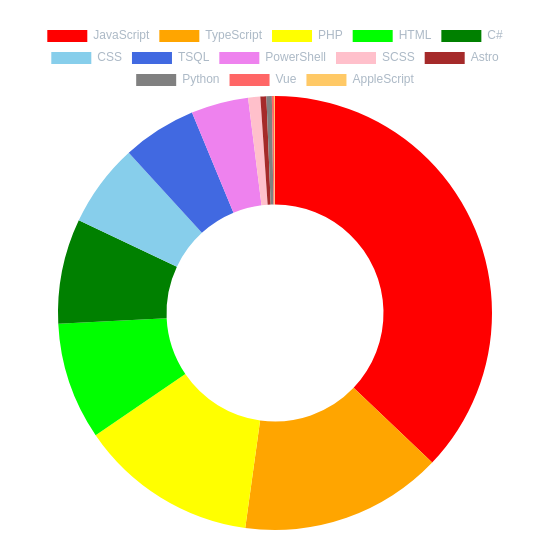 JavaScript TypeScript PHP HTML C#
CSS TSQL PowerShell SCSS Astro
Python Vue AppleScript